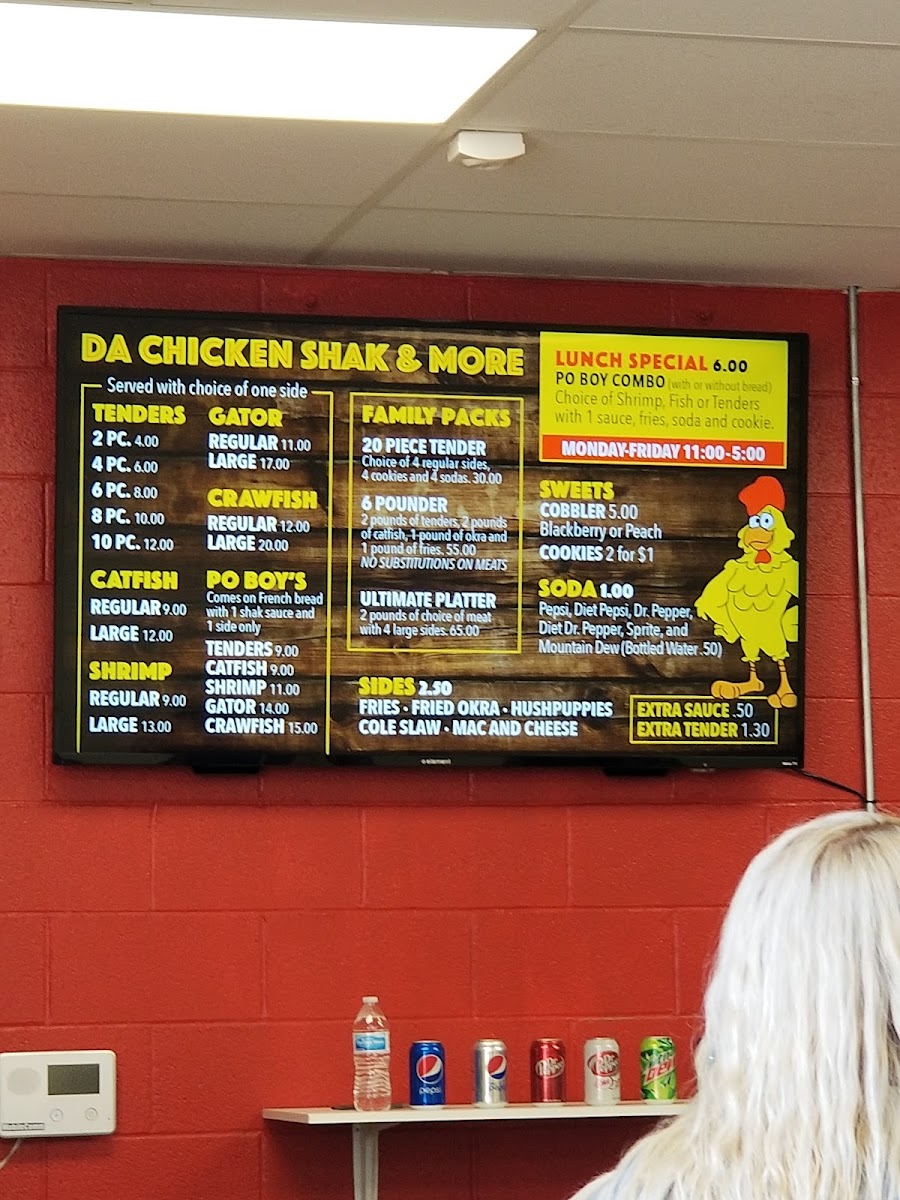 DA CHICKEN SHAK & MORE
Served with choice of one side
TENDERS
2 PC. 4.00
4 PC. 6.00
6 PC. 8.00
8 PC. 10.00
10 PC. 12.00
CATFISH
REGULAR 9.00
LARGE 12.00
SHRIMP
REGULAR 9.00
LARGE 13.00
GATOR
REGULAR 11.00
LARGE 17.00
CRAWFISH
REGULAR 12.00
LARGE 20.00
PO BOY'S
Comes on French bread
with 1 shak sauce and
1 side only
TENDERS 9.00
CATFISH 9.00
SHRIMP 11.00
GATOR 14.00
CRAWFISH 15.00
FAMILY PACKS
20 PIECE TENDER
Choice of 4 regular sides,
4 cookies and 4 sodas. 30.00
6 POUNDER
2 pounds of tenders, 2 pounds
of catfish, 1 pound of okra and
1 pound of fries. 55.00
NO SUBSTITUTIONS ON MEATS
ULTIMATE PLATTER
2 pounds of choice of meat
with 4 large sides. 65.00
SIDES 2.50
FRIES · FRIED OKRA · HUSHPUPPIES
COLE SLAW · MAC AND CHEESE
LUNCH SPECIAL 6.00
PO BOY COMBO (with or without bread)
Choice of Shrimp, Fish or Tenders
with 1 sauce, fries, soda and cookie.
MONDAY-FRIDAY 11:00-5:00
SWEETS
COBBLER 5.00
Blackberry or Peach
COOKIES 2 for $1
SODA 1.00
Pepsi, Diet Pepsi, Dr. Pepper,
Diet Dr. Pepper, Sprite, and
Mountain Dew (Bottled Water .50)
EXTRA SAUCE .50
EXTRA TENDER 1.30
element
pepsi
pepsi
Dr Pepper
Dr Pepper
DEW